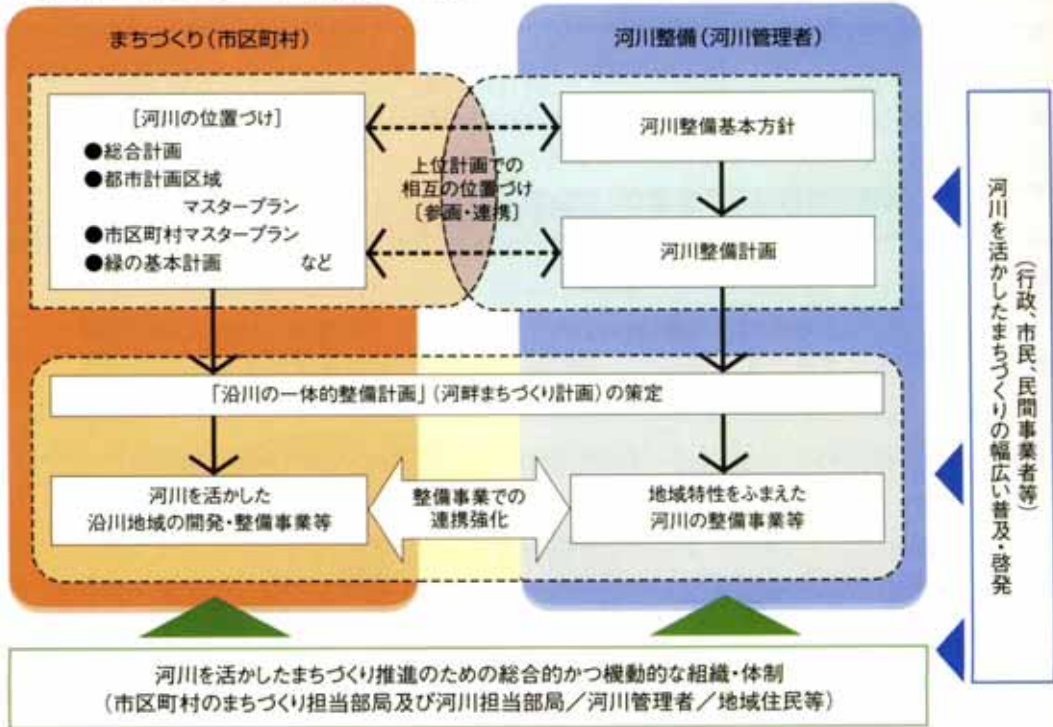 まちづくり（市区町村）
河川整備（河川管理者）
［河川の位置づけ］
●総合計画
●都市計画区域
マスタープラン
●市区町村マスタープラン
●緑の基本計画　など
上位計画での
相互の位置づけ
［参画・連携］
河川整備基本方針
河川整備計画
「沿川の一体的整備計画」（河畔まちづくり計画）の策定
河川を活かした
沿川地域の開発・整備事業等
整備事業での
連携強化
地域特性をふまえた
河川の整備事業等
河川を活かしたまちづくりの幅広い普及・啓発
（行政、市民、民間事業者等）
河川を活かしたまちづくり推進のための総合的かつ機動的な組織・体制
（市区町村のまちづくり担当部局及び河川担当部局／河川管理者／地域住民等）